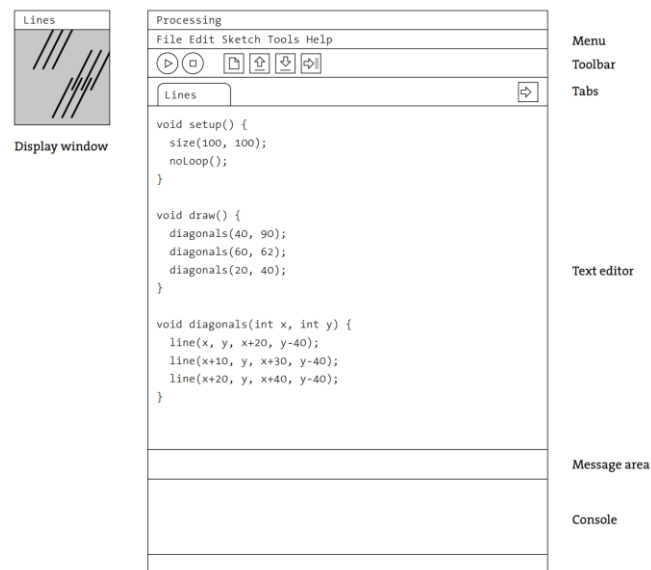 Lines
Display window
Processing
File Edit Sketch Tools Help
Lines
void setup() {
size(100, 100);
noLoop();
}
void draw() {
diagonals(40, 90);
diagonals(60, 62);
diagonals(20, 40);
}
void diagonals(int x, int y) {
line(x, y, x+20, y-40);
line(x+10, y, x+30, y-40);
line(x+20, y, x+40, y-40);
}
Menu
Toolbar
Tabs
Text editor
Message area
Console